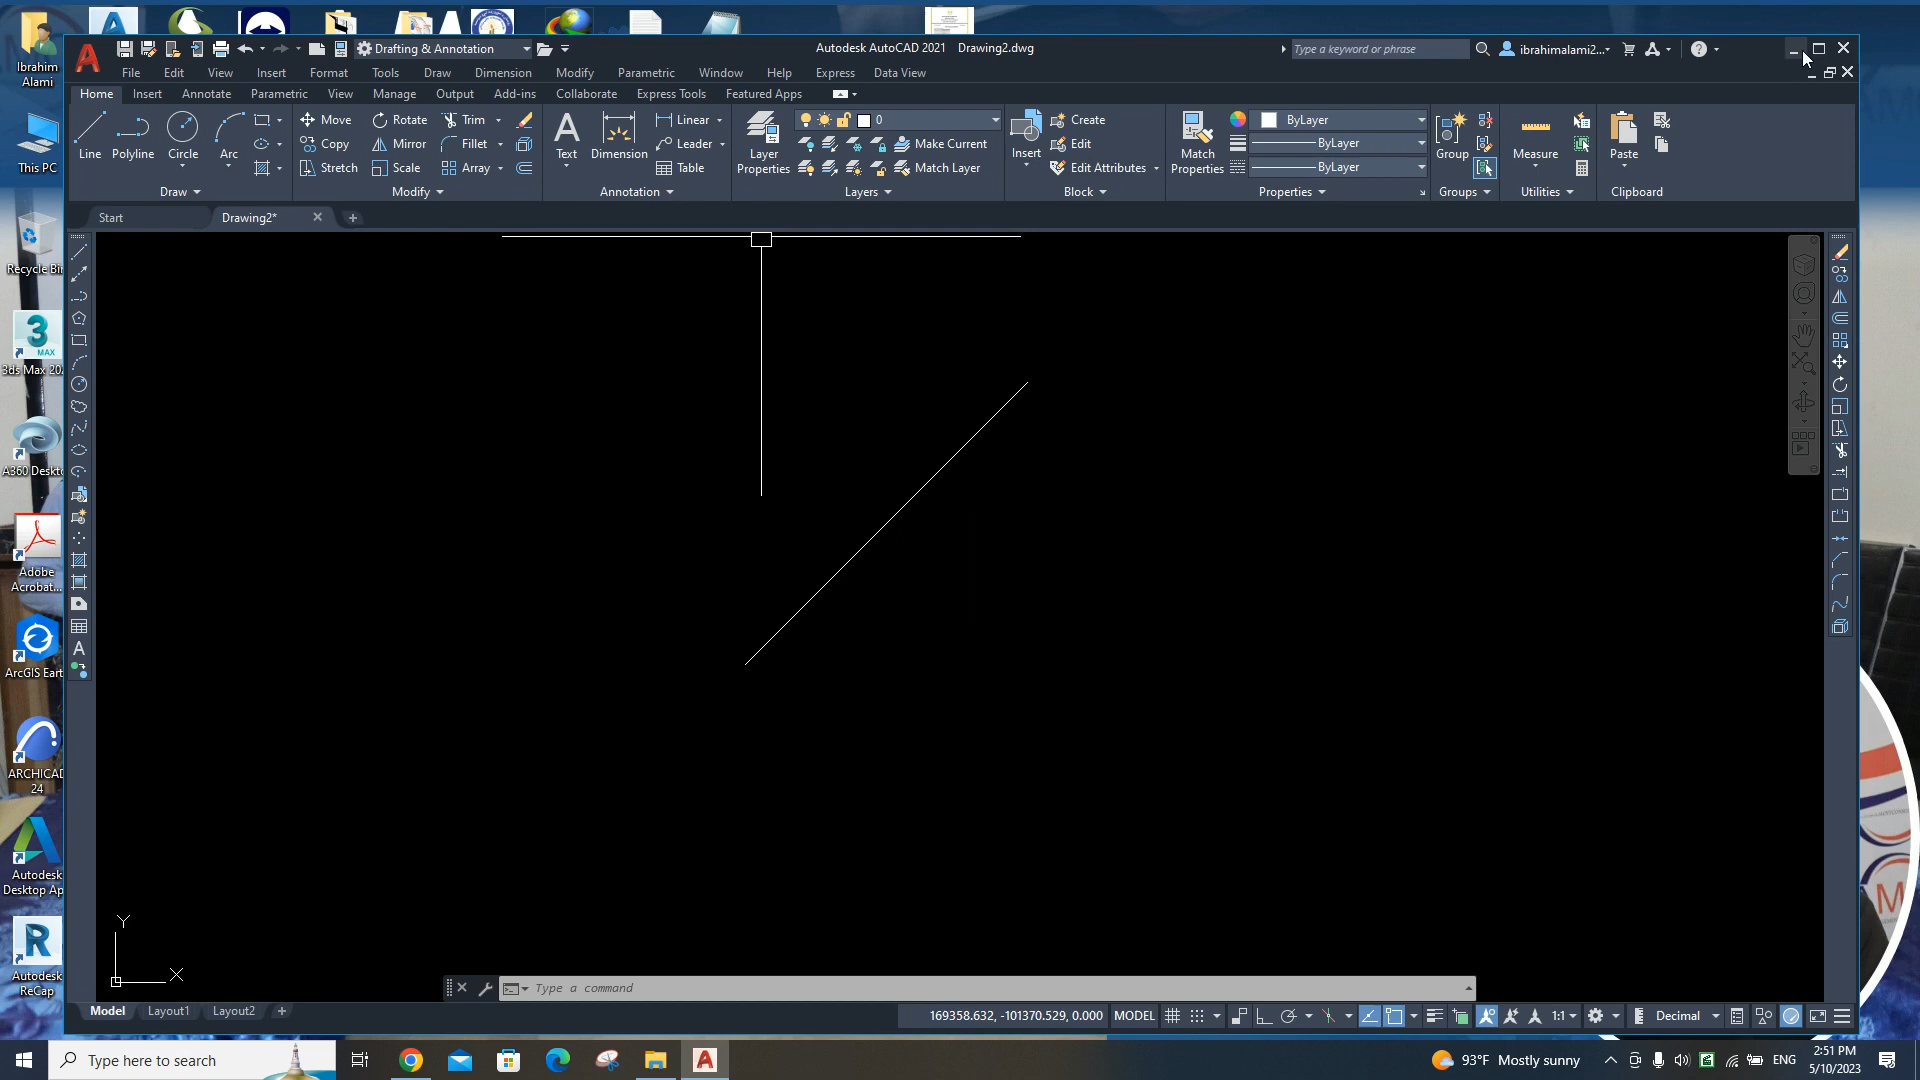 Ibrahim
Alami
This PC
Recycle Bin
3
MAX
3ds Max 20
A360 Deskto
Adobe
Acrobat...
ArcGIS Eart
ARCHICAD
24
Autodesk
Desktop Ap
R
Autodesk
ReCap
Drafting & Annotation
Autodesk AutoCAD 2021 Drawing2.dwg
Type a keyword or phrase
ibrahimalami2...
File Edit View Insert Format Tools Draw Dimension Modify Parametric Window Help Express Data View
Home Insert Annotate Parametric View Manage Output Add-ins Collaborate Express Tools Featured Apps
Line
Polyline
Circle
Arc
Draw
Move
Rotate
Trim
Copy
Mirror
Fillet
Stretch
Scale
Array
Modify
Text
Dimension
Linear
Leader
Table
Annotation
Layer
Properties
0
Make Current
Match Layer
Layers
Insert
Create
Edit
Edit Attributes
Block
Match
Properties
ByLayer
ByLayer
ByLayer
Properties
Group
Groups
Measure
Utilities
Paste
Clipboard
Start
Drawing2*
A
Y
X
Type a command
Model Layout1 Layout2
169358.632, -101370.529, 0.000 MODEL
1:1
Decimal
Type here to search
93°F Mostly sunny
ENG
2:51 PM
5/10/2023